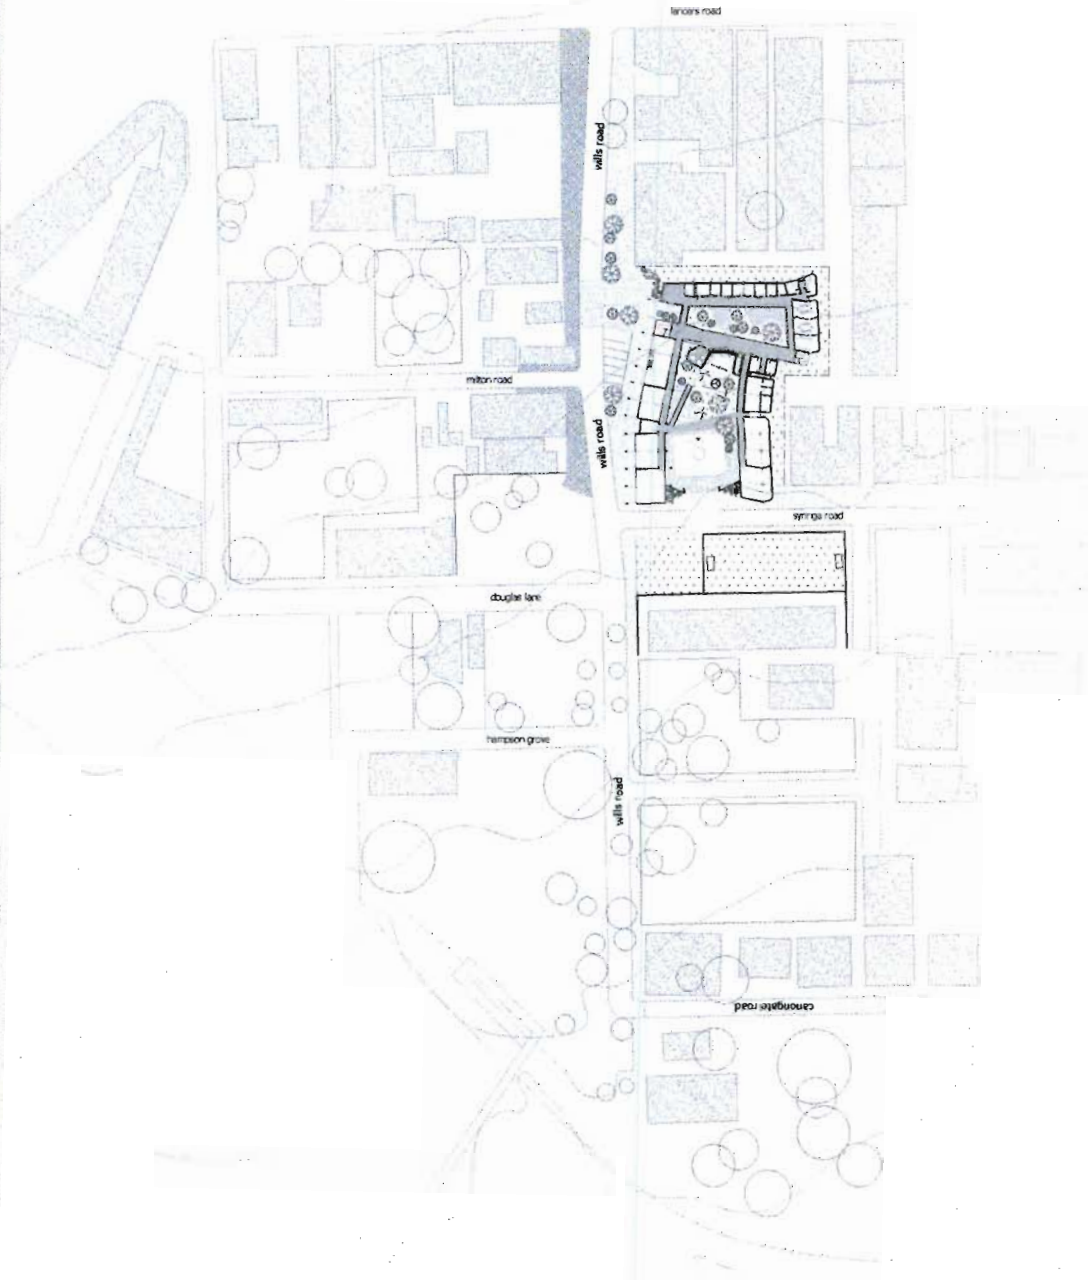 lancers road
wills road
milton road
wills road
syringa road
douglas lane
hampson grove
wills road
canongate road